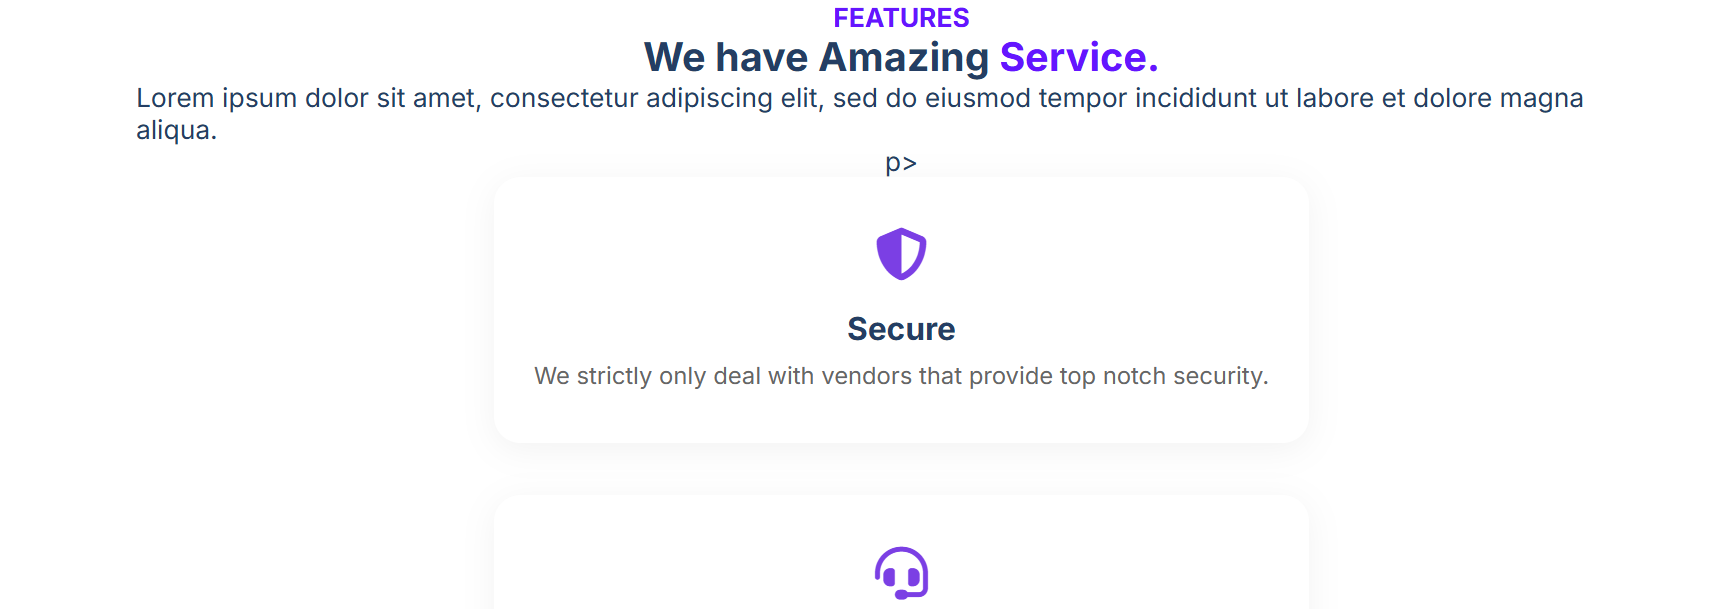 FEATURES
We have Amazing Service.
Lorem ipsum dolor sit amet, consectetur adipiscing elit, sed do eiusmod tempor incididunt ut labore et dolore magna
aliqua.
p>
Secure
We strictly only deal with vendors that provide top notch security.